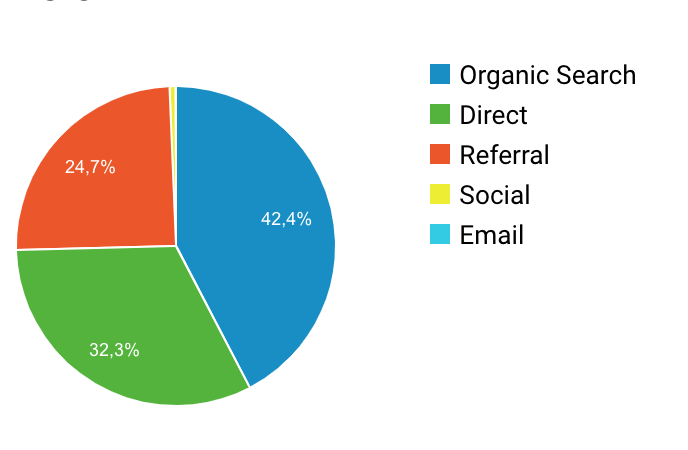 Organic Search
Direct
Referral
Social
Email
24,7%
42,4%
32,3%